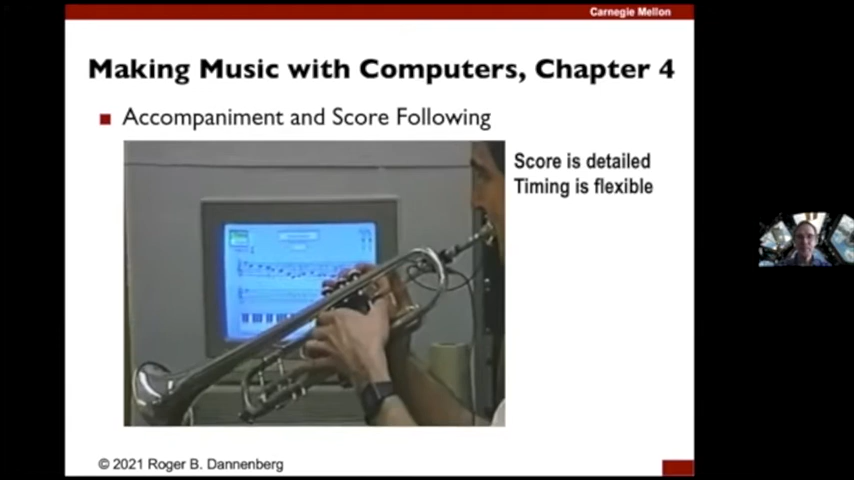 Carnegie Mellon
Making Music with Computers, Chapter 4
Accompaniment and Score Following
Score is detailed
Timing is flexible
© 2021 Roger B. Dannenberg